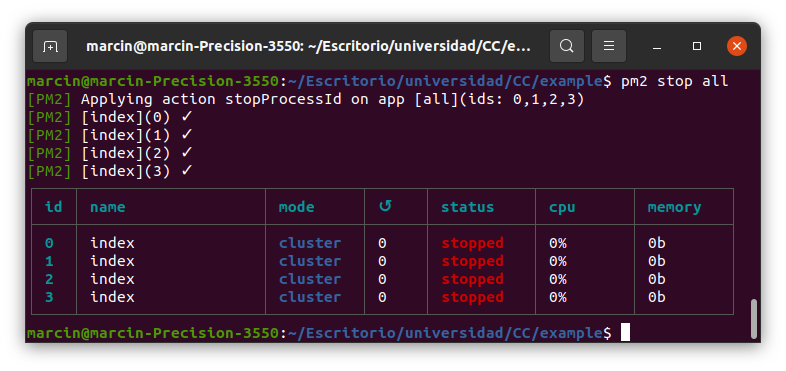 marcin@marcin-Precision-3550: ~/Escritorio/universidad/CC/e...
marcin@marcin-Precision-3550:~/Escritorio/universidad/CC/example$ pm2 stop all
[PM2] Applying action stopProcessId on app [all](ids: 0,1,2,3)
[PM2] [index](0) ✓
[PM2] [index](1) ✓
[PM2] [index](2) ✓
[PM2] [index](3) ✓
id name mode ↺ status cpu memory
0 index cluster 0 stopped 0% 0b
1 index cluster 0 stopped 0% 0b
2 index cluster 0 stopped 0% 0b
3 index cluster 0 stopped 0% 0b
marcin@marcin-Precision-3550:~/Escritorio/universidad/CC/example$